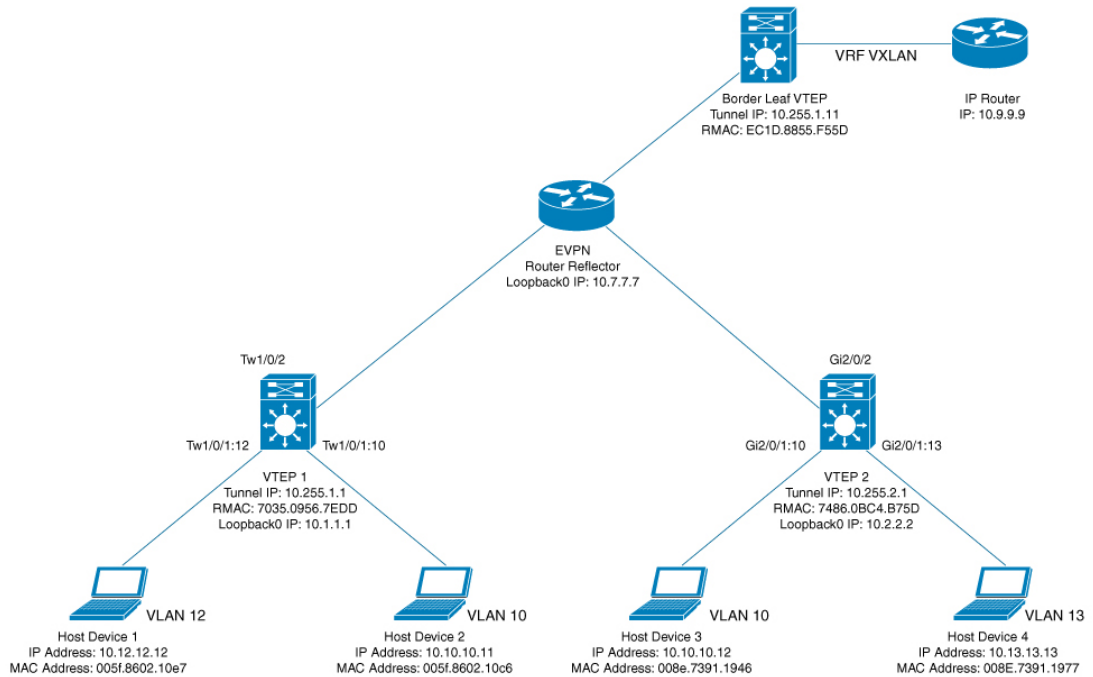 VRF VXLAN
Border Leaf VTEP
Tunnel IP: 10.255.1.11
RMAC: EC1D.8855.F55D
IP Router
IP: 10.9.9.9
EVPN
Router Reflector
Loopback0 IP: 10.7.7.7
Tw1/0/2
Gi2/0/2
Tw1/0/1:12
Tw1/0/1:10
Gi2/0/1:10
Gi2/0/1:13
VTEP 1
Tunnel IP: 10.255.1.1
RMAC: 7035.0956.7EDD
Loopback0 IP: 10.1.1.1
VTEP 2
Tunnel IP: 10.255.2.1
RMAC: 7486.0BC4.B75D
Loopback0 IP: 10.2.2.2
VLAN 12
Host Device 1
IP Address: 10.12.12.12
MAC Address: 005f.8602.10e7
VLAN 10
Host Device 2
IP Address: 10.10.10.11
MAC Address: 005f.8602.10c6
VLAN 10
Host Device 3
IP Address: 10.10.10.12
MAC Address: 008e.7391.1946
VLAN 13
Host Device 4
IP Address: 10.13.13.13
MAC Address: 008E.7391.1977